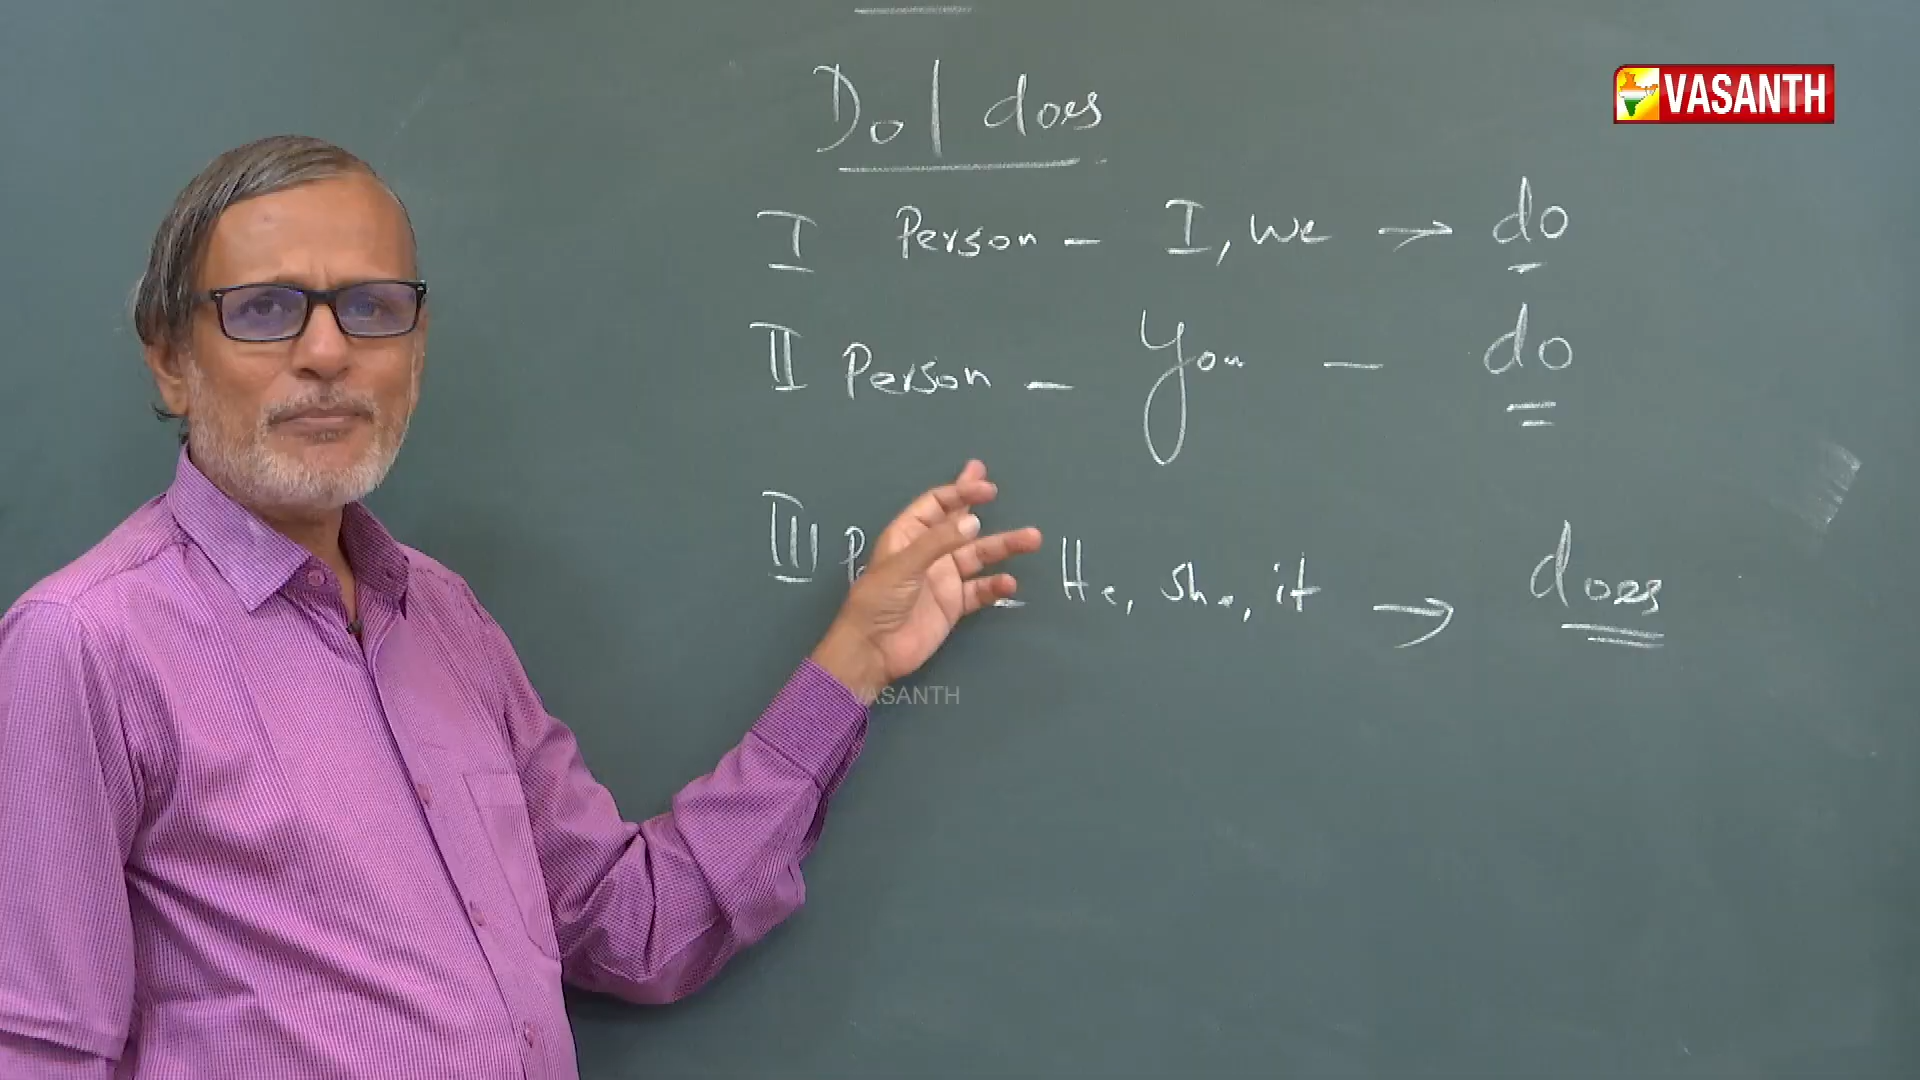 VASANTH
Do | does
I Person - I, we → do
II Person - You - do
III - He, she, it → does
VASANTH